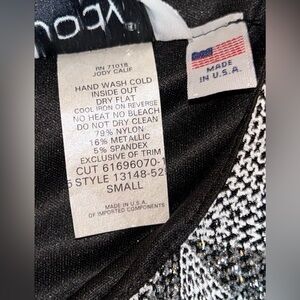 RN 71018
JODY CALIF
HAND WASH COLD
INSIDE OUT
DRY FLAT
COOL IRON ON REVERSE
NO HEAT NO BLEACH
DO NOT DRY CLEAN
79% NYLON
16% METALLIC
5% SPANDEX
EXCLUSIVE OF TRIM
CUT 61696070-1
STYLE 13148-52
SMALL
MADE IN U.S.A.
OF IMPORTED COMPONENTS
MADE
IN U.S.A.